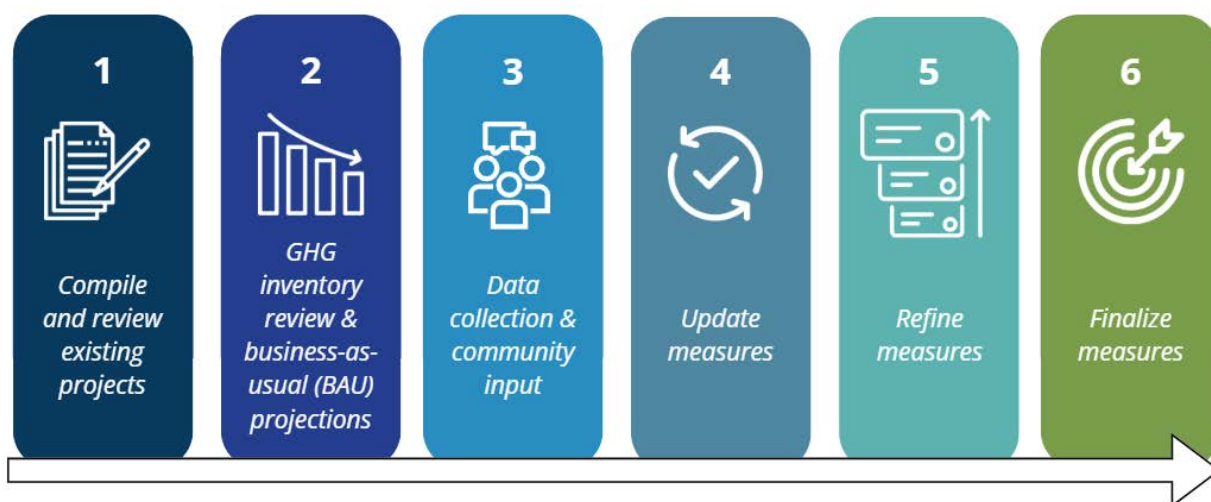 1
Compile
and review
existing
projects
2
GHG
inventory
review &
business-as-
usual (BAU)
projections
3
Data
collection &
community
input
4
Update
measures
5
Refine
measures
6
Finalize
measures